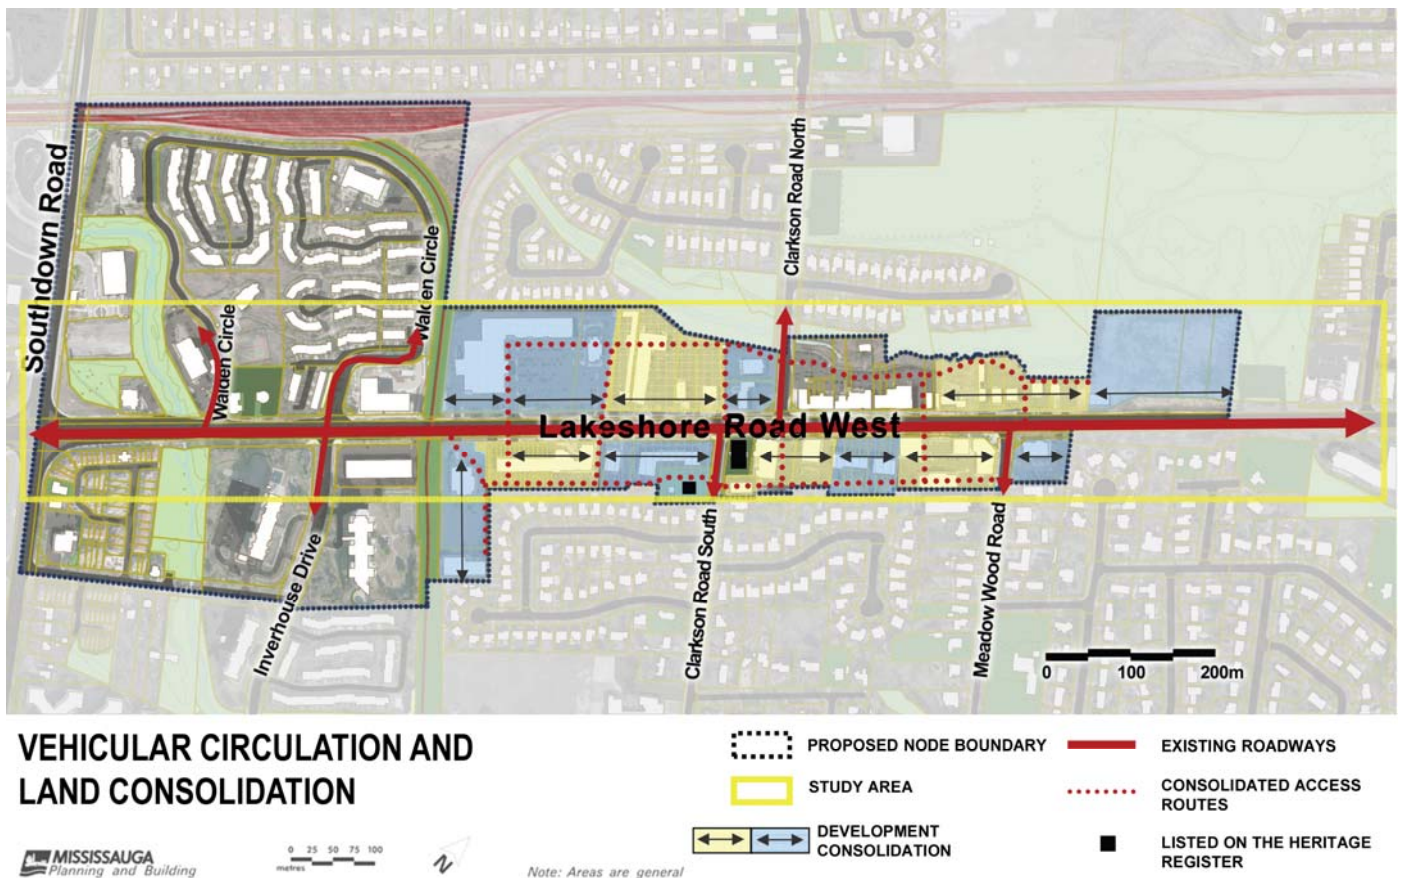 Southdown Road
Walden Circle
Walden Circle
Clarkson Road North
Lakeshore Road West
Inverhouse Drive
Clarkson Road South
Meadow Wood Road
0 100 200m
VEHICULAR CIRCULATION AND
LAND CONSOLIDATION
PROPOSED NODE BOUNDARY
STUDY AREA
DEVELOPMENT
CONSOLIDATION
EXISTING ROADWAYS
CONSOLIDATED ACCESS
ROUTES
LISTED ON THE HERITAGE
REGISTER
MISSISSAUGA
Planning and Building
0 25 50 75 100
metres
N
Note: Areas are general